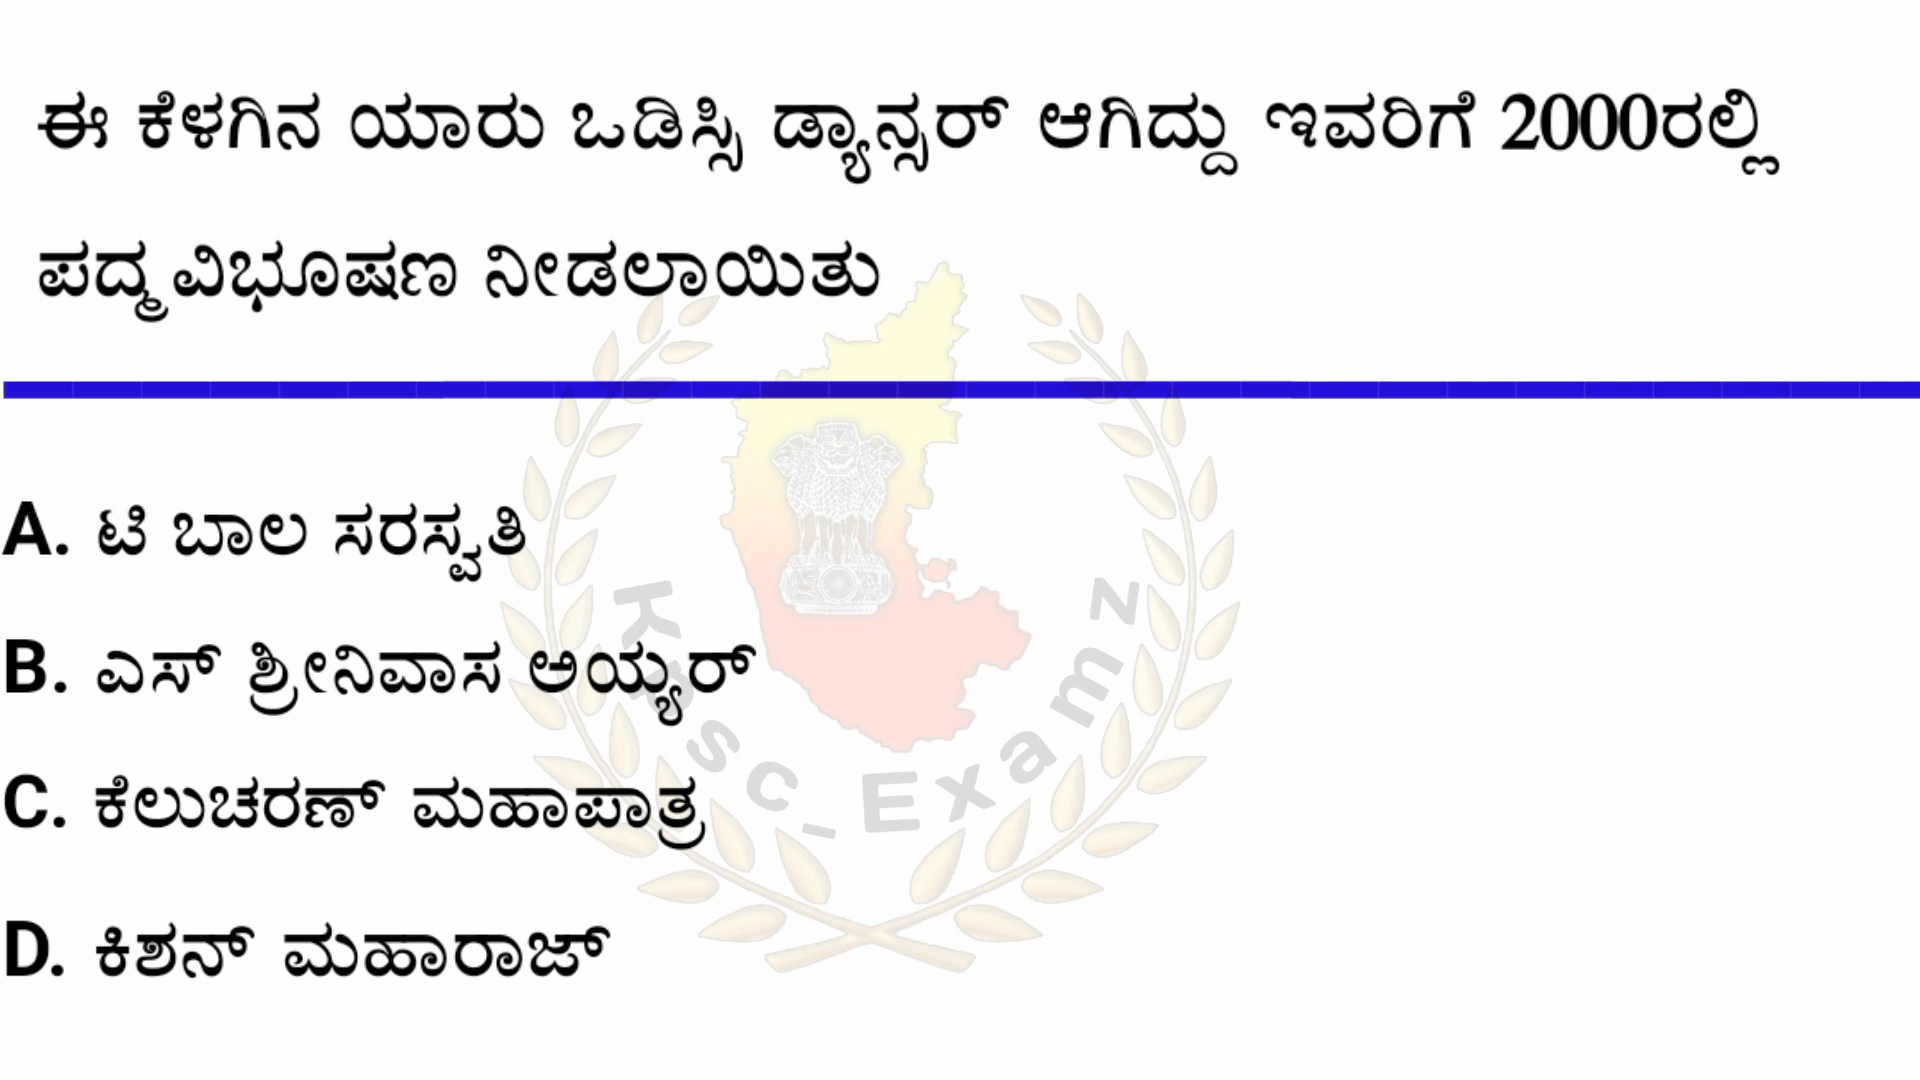 ಈ ಕೆಳಗಿನ ಯಾರು ಒಡಿಸ್ಸಿ ಡ್ಯಾನ್ಸರ್ ಆಗಿದ್ದು ಇವರಿಗೆ 2000ರಲ್ಲಿ
ಪದ್ಮವಿಭೂಷಣ ನೀಡಲಾಯಿತು
A. ಟಿ ಬಾಲ ಸರಸ್ವತಿ
B. ಎಸ್ ಶ್ರೀನಿವಾಸ ಅಯ್ಯರ್
C. ಕೆಲುಚರಣ್ ಮಹಾಪಾತ್ರ
D. ಕಿಶನ್ ಮಹಾರಾಜ್
Kpsc_Examz